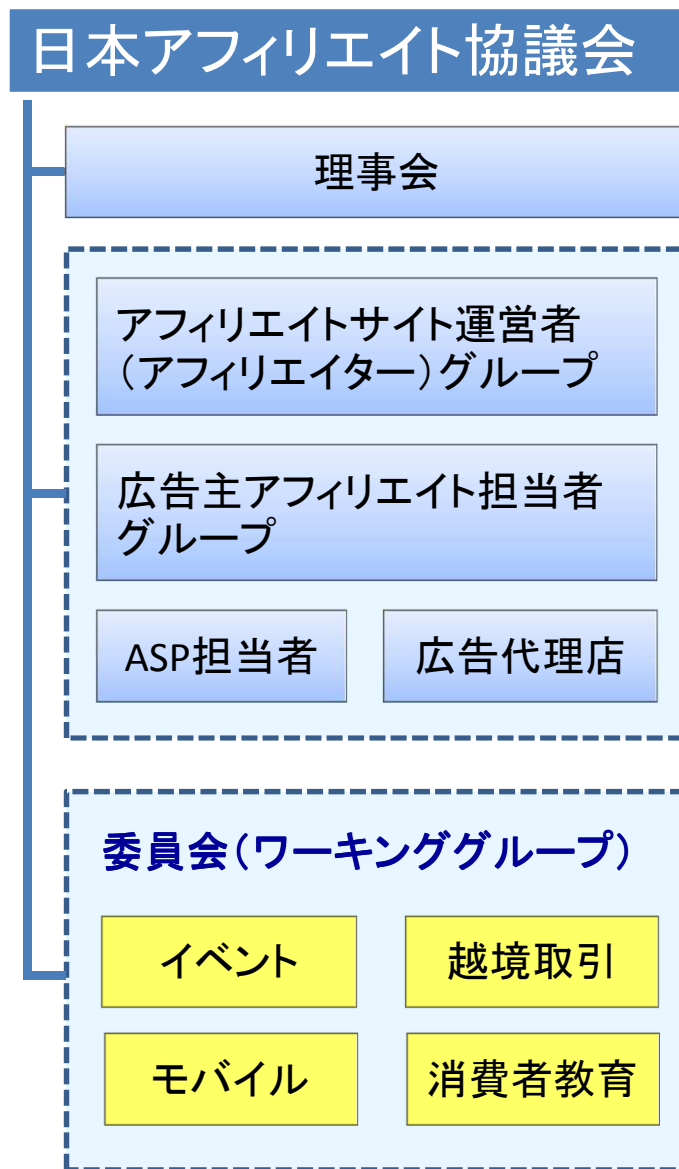 日本アフィリエイト協議会
理事会
アフィリエイトサイト運営者
（アフィリエイター）グループ
広告主アフィリエイト担当者
グループ
ASP担当者
広告代理店
委員会（ワーキンググループ）
イベント
越境取引
モバイル
消費者教育